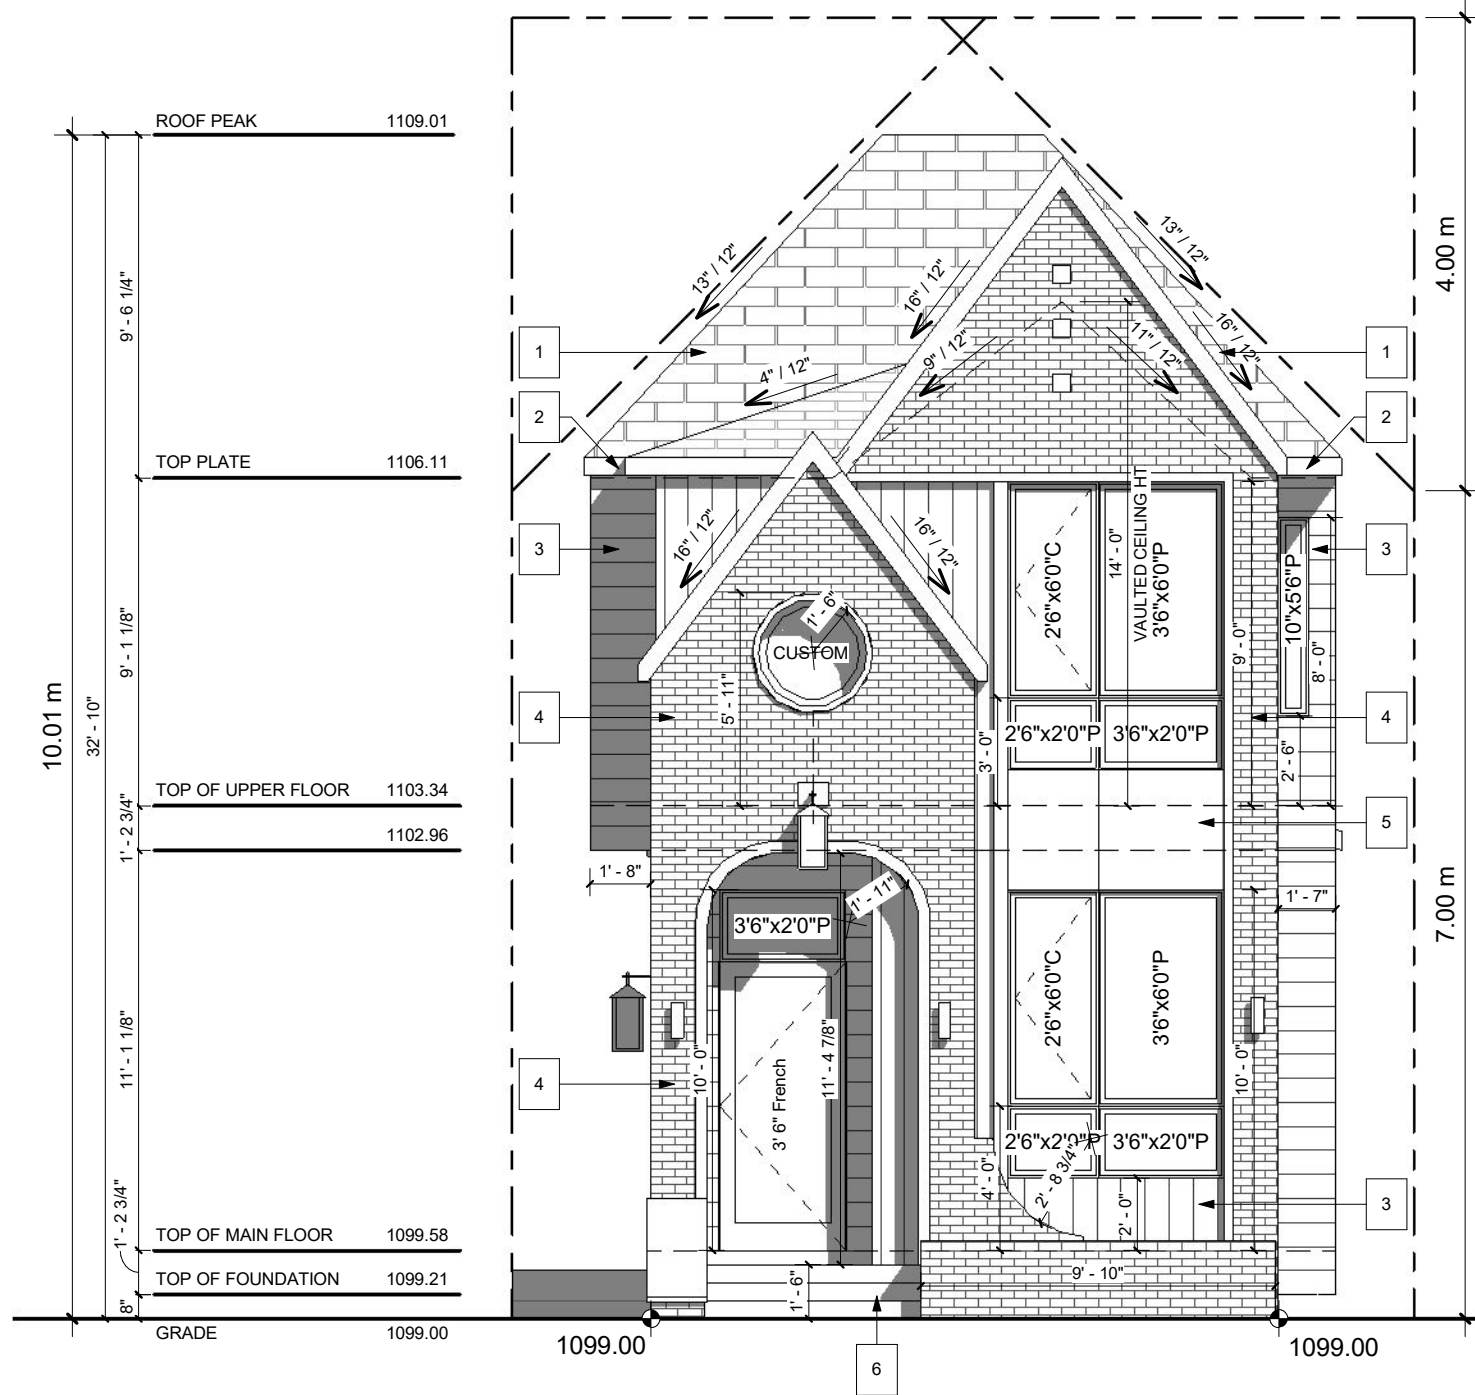 ROOF PEAK 1109.01
4.00 m
13" / 12"
13" / 12"
16" / 12"
16" / 12"
9" / 12"
11" / 12"
4" / 12"
9' - 6 1/4"
1
1
2
2
TOP PLATE 1106.11
3
3
16" / 12"
16" / 12"
2'6"x6'0"C
14' - 0"
VAULTED CEILING HT
3'6"x6'0"P
10"x5'6"P
9' - 1 1/8"
1' - 6"
CUSTOM
5' - 11"
9' - 0"
8' - 0"
4
4
10.01 m
32' - 10"
2'6"x2'0"P
3'6"x2'0"P
3' - 0"
2' - 6"
TOP OF UPPER FLOOR 1103.34
1' - 2 3/4"
1102.96
5
1' - 8"
1' - 11"
1' - 7"
3'6"x2'0"P
7.00 m
2'6"x6'0"C
3'6"x6'0"P
11' - 1 1/8"
4
10' - 0"
3' 6" French
11' - 4 7/8"
10' - 0"
2'6"x2'0"P
3'6"x2'0"P
4' - 0"
2' - 8 3/4"
2' - 0"
3
1' - 2 3/4"
TOP OF MAIN FLOOR 1099.58
TOP OF FOUNDATION 1099.21
8"
1' - 6"
9' - 10"
GRADE 1099.00
1099.00
1099.00
6